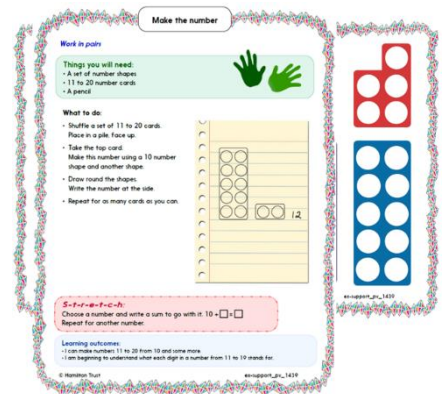 Make the number
Work in pairs
Things you will need:
• A set of number shapes
• 11 to 20 number cards
• A pencil
What to do:
• Shuffle a set of 11 to 20 cards.
Place in a pile, face up.
• Take the top card.
Make this number using a 10 number
shape and another shape.
• Draw round the shapes.
Write the number at the side.
• Repeat for as many cards as you can.
12
S-t-r-e-t-c-h:
Choose a number and write a sum to go with it. 10 + □ = □
Repeat for another number.
Learning outcomes:
• I can make numbers 11 to 20 from 10 and some more.
• I am beginning to understand what each digit in a number from 11 to 19 stands for.
© Hamilton Trust
ex-support_pv_1459
ex-support_pv_1459